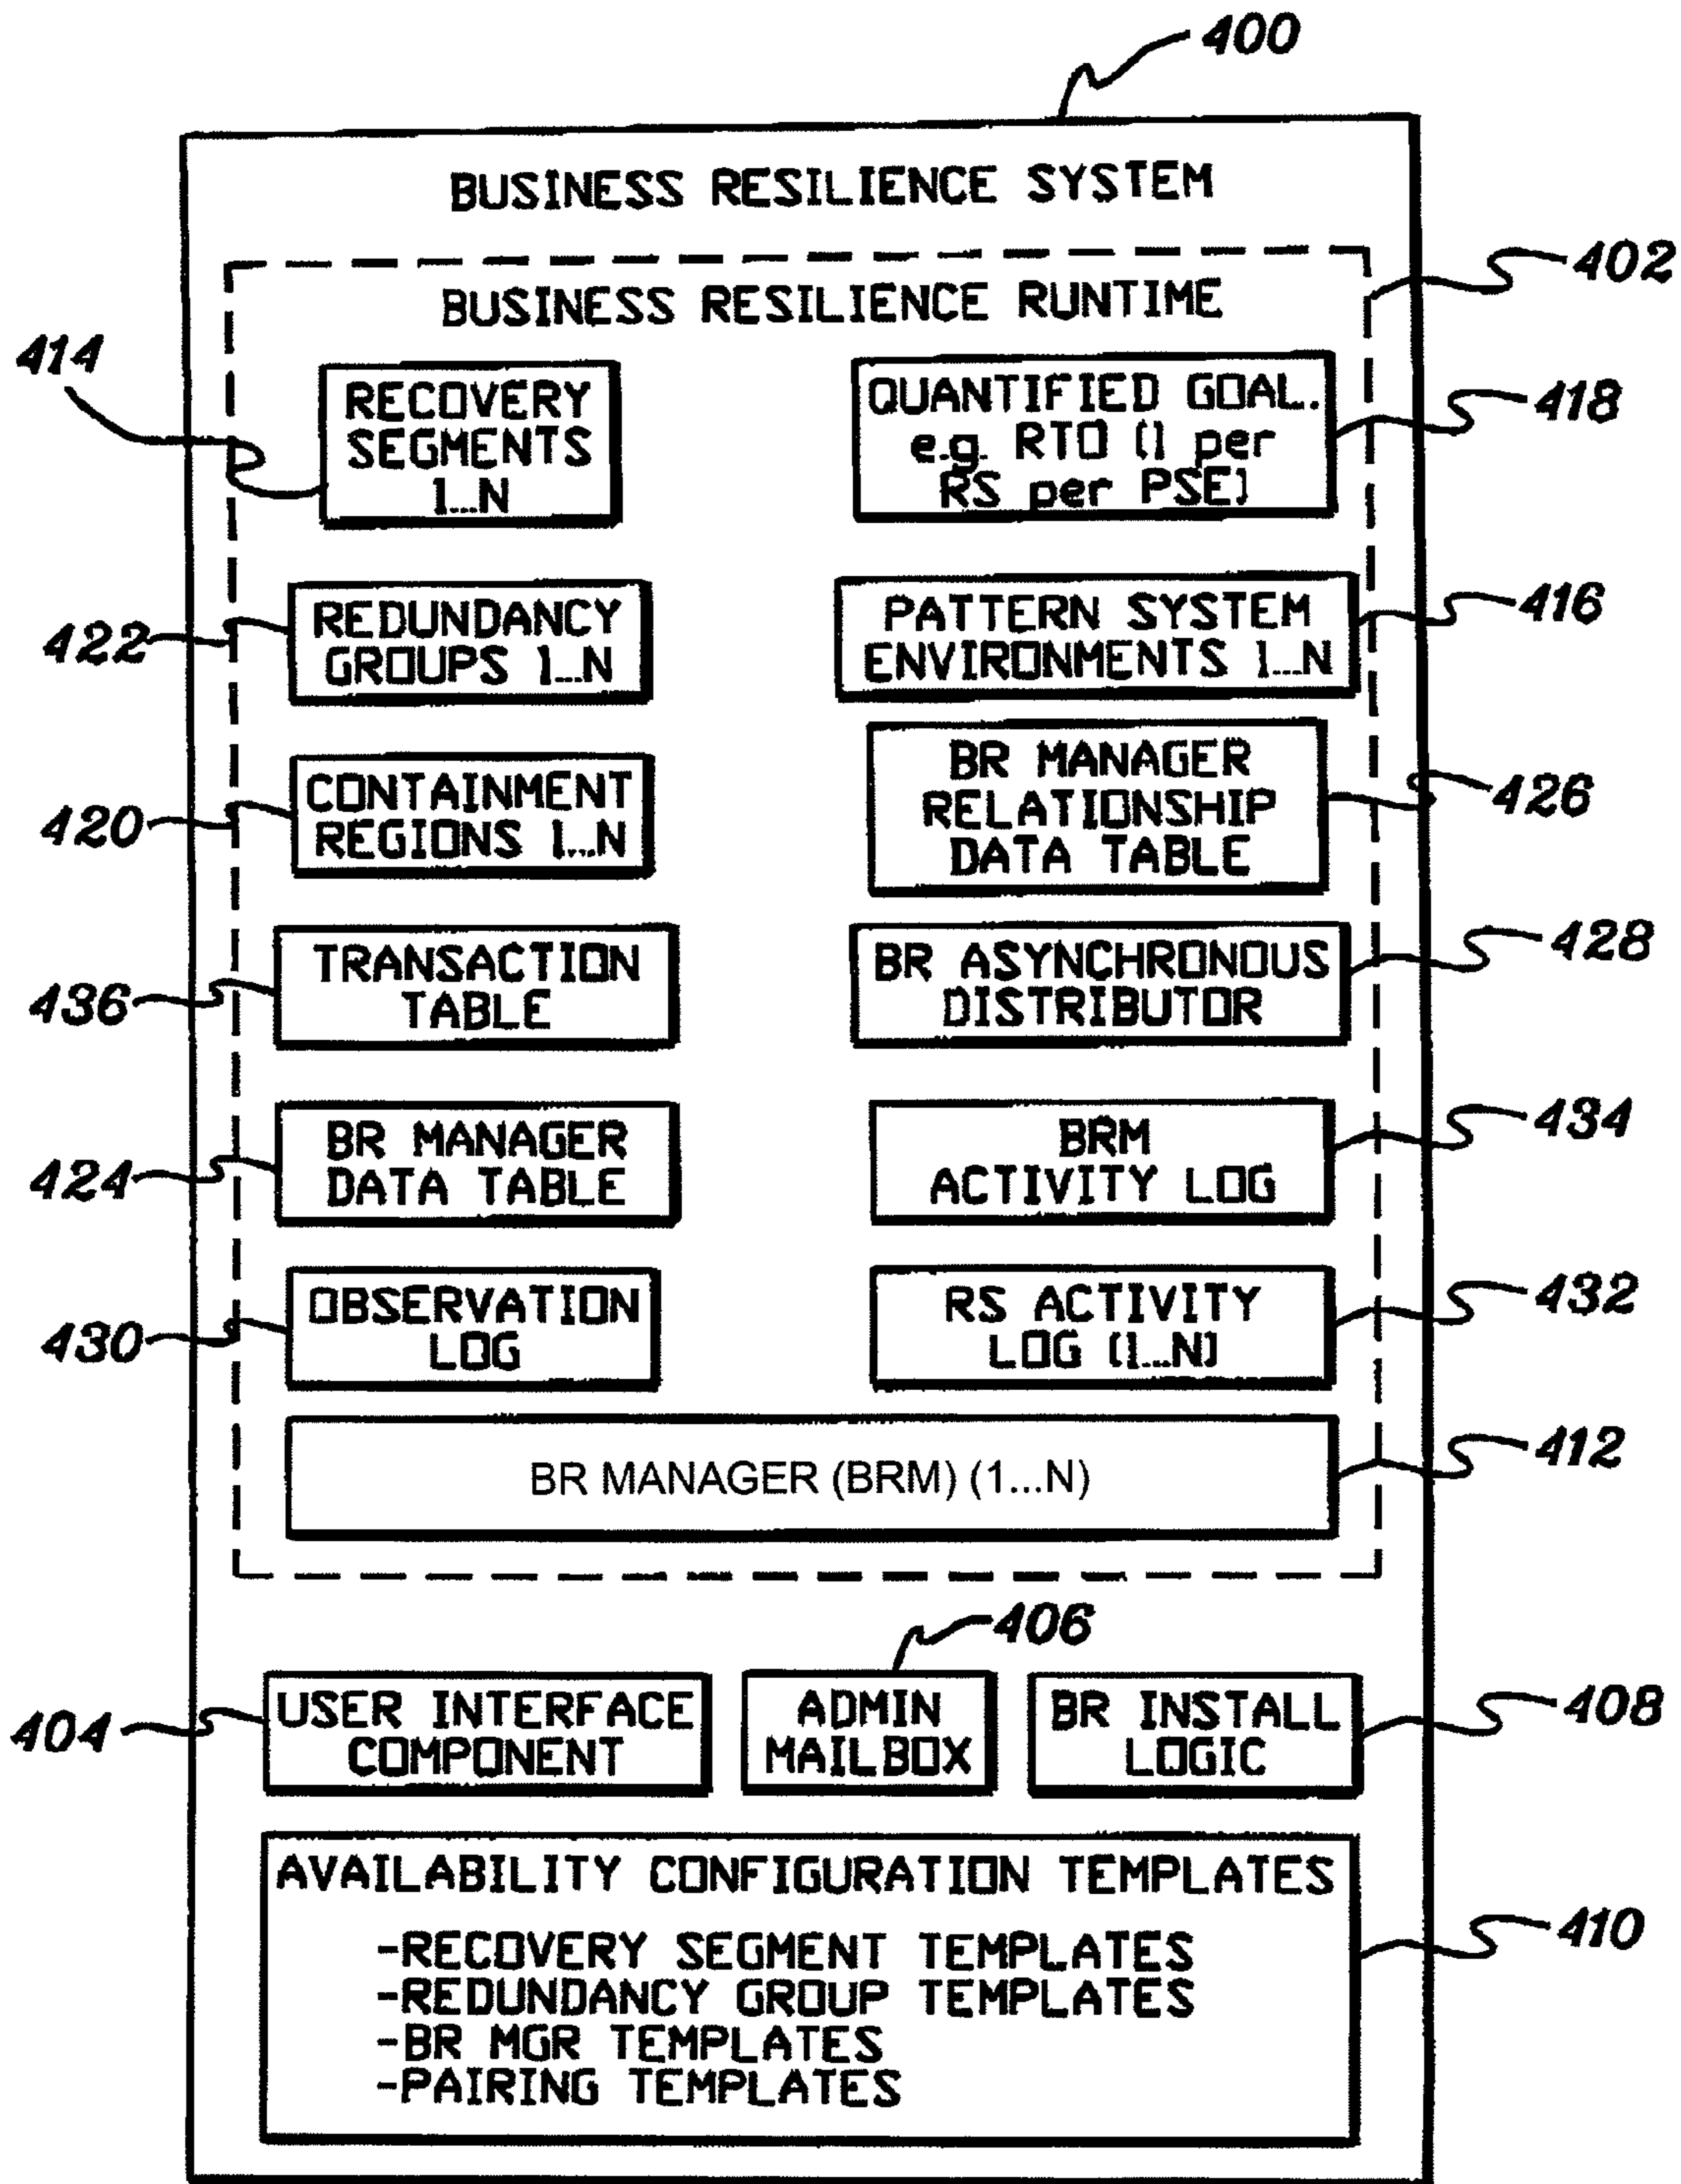 400
BUSINESS RESILIENCE SYSTEM
402
BUSINESS RESILIENCE RUNTIME
414
RECOVERY
SEGMENTS
1...N
QUANTIFIED GOAL..
e.g. RTO (1 per
RS per PSE)
418
422
REDUNDANCY
GROUPS 1...N
PATTERN SYSTEM
ENVIRONMENTS 1...N
416
420
CONTAINMENT
REGIONS 1...N
BR MANAGER
RELATIONSHIP
DATA TABLE
426
436
TRANSACTION
TABLE
BR ASYNCHRONOUS
DISTRIBUTOR
428
424
BR MANAGER
DATA TABLE
BRM
ACTIVITY LOG
434
430
OBSERVATION
LOG
RS ACTIVITY
LOG (1...N)
432
BR MANAGER (BRM) (1...N)
412
406
404
USER INTERFACE
COMPONENT
ADMIN
MAILBOX
BR INSTALL
LOGIC
408
AVAILABILITY CONFIGURATION TEMPLATES
-RECOVERY SEGMENT TEMPLATES
-REDUNDANCY GROUP TEMPLATES
-BR MGR TEMPLATES
-PAIRING TEMPLATES
410